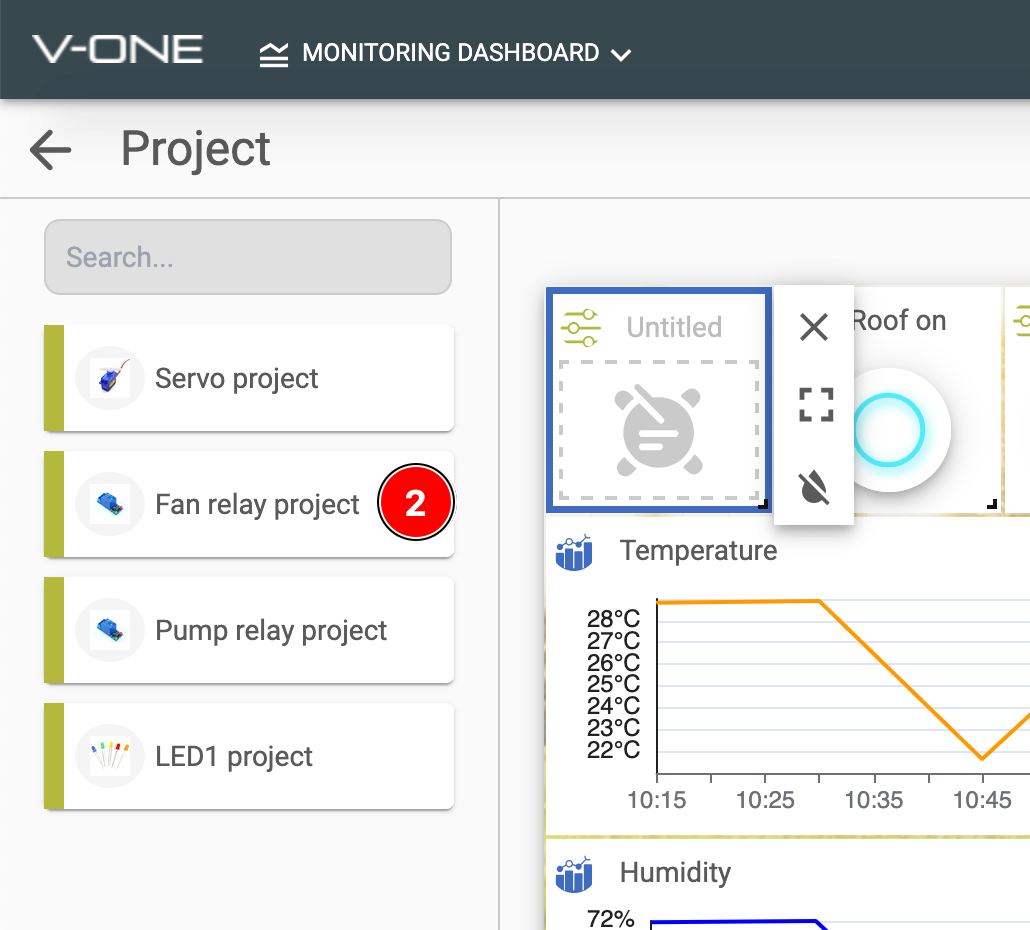 V-ONE
MONITORING DASHBOARD
Project
Search...
Servo project
Fan relay project
2
Pump relay project
LED1 project
Untitled
Roof on
Temperature
28°C
27°C
26°C
25°C
24°C
23°C
22°C
10:15 10:25 10:35 10:45
Humidity
72%